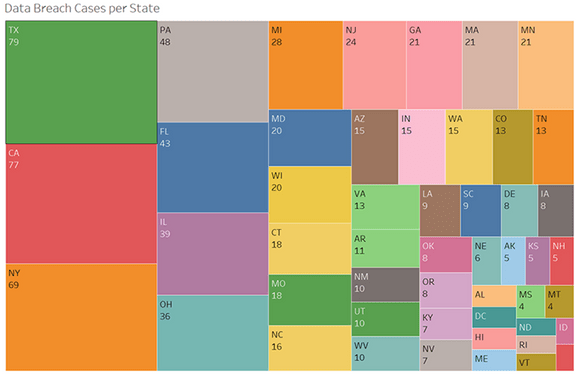 Data Breach Cases per State
TX
79
CA
77
NY
69
PA
48
FL
43
IL
39
OH
36
MI
28
NJ
24
GA
21
MA
21
MN
21
MD
20
WI
20
CT
18
MO
18
NC
16
AZ
15
IN
15
WA
15
CO
13
TN
13
VA
13
AR
11
NM
10
UT
10
WV
10
LA
9
SC
9
DE
8
IA
8
OK
8
OR
8
KY
7
NV
7
NE
6
AK
5
KS
5
NH
5
AL
DC
HI
ME
MS
4
MT
4
ND
RI
VT
ID